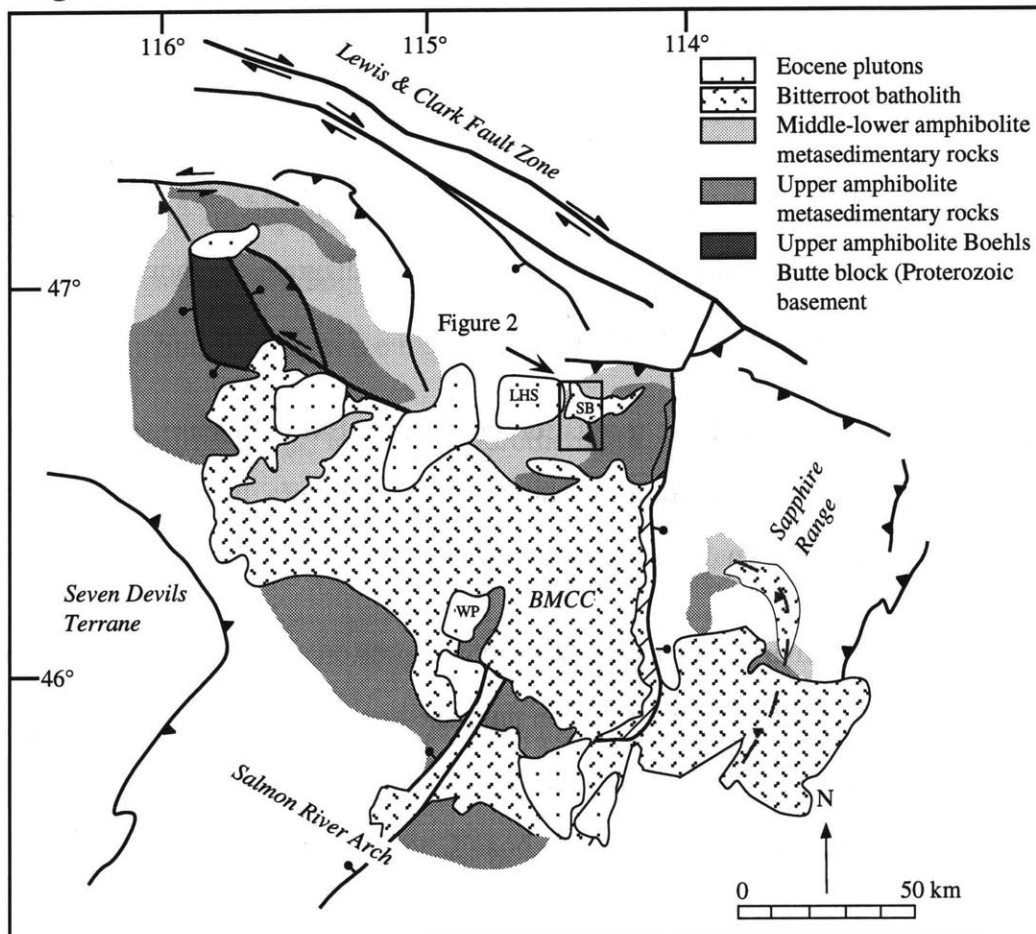 116°
115°
114°
Lewis & Clark Fault Zone
Eocene plutons
Bitterroot batholith
Middle-lower amphibolite
metasedimentary rocks
Upper amphibolite
metasedimentary rocks
Upper amphibolite Boehls
Butte block (Proterozoic
basement
47°
Figure 2
LHS
SB
Sapphire
Range
Seven Devils
Terrane
WP
BMCC
46°
Salmon River Arch
N
0 50 km